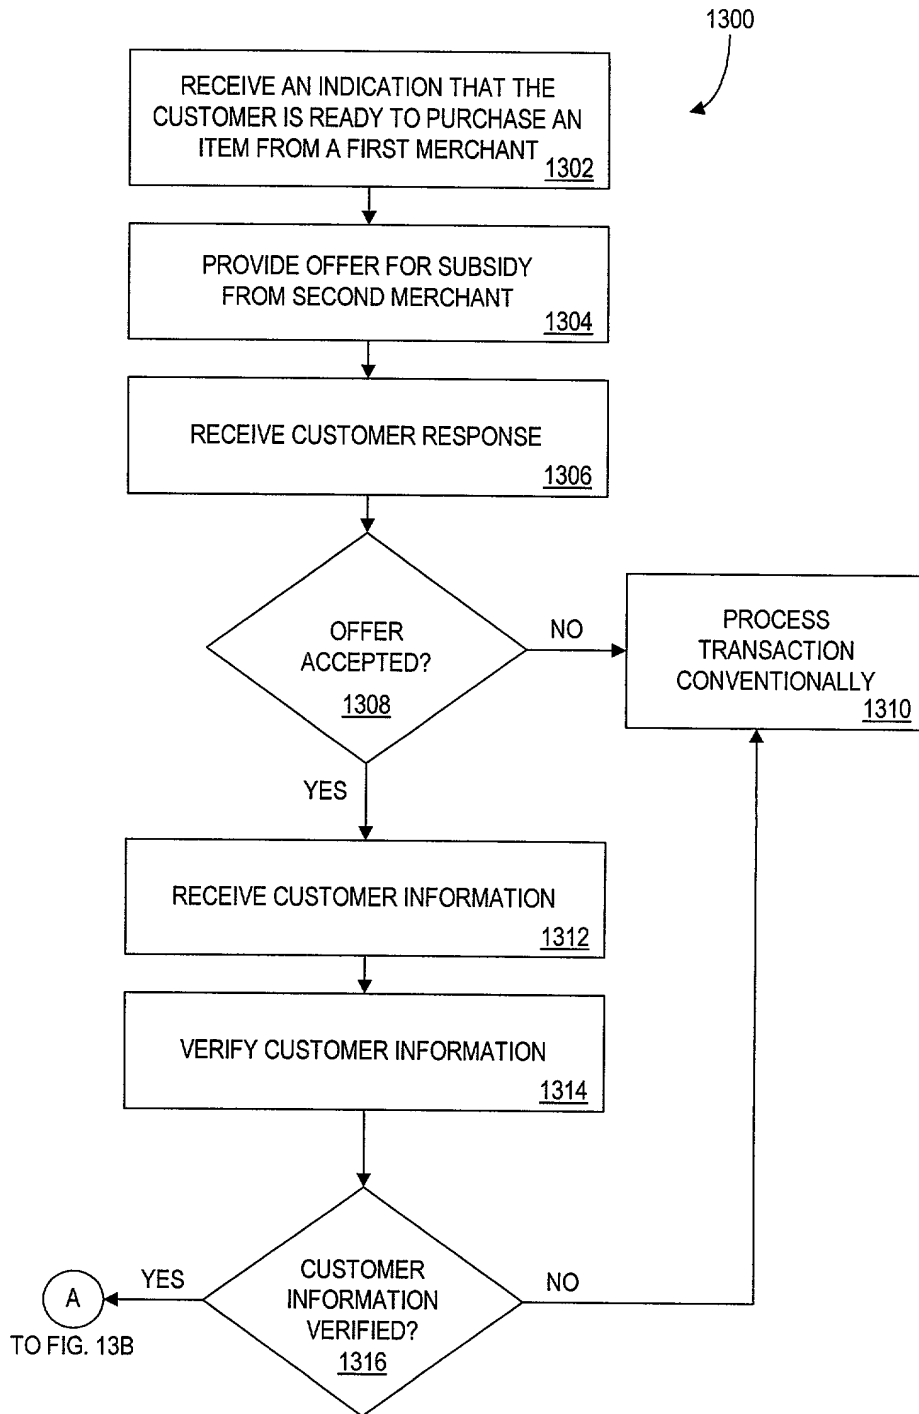 1300
RECEIVE AN INDICATION THAT THE
CUSTOMER IS READY TO PURCHASE AN
ITEM FROM A FIRST MERCHANT
1302
PROVIDE OFFER FOR SUBSIDY
FROM SECOND MERCHANT
1304
RECEIVE CUSTOMER RESPONSE
1306
OFFER
ACCEPTED?
1308
NO
PROCESS
TRANSACTION
CONVENTIONALLY
1310
YES
RECEIVE CUSTOMER INFORMATION
1312
VERIFY CUSTOMER INFORMATION
1314
CUSTOMER
INFORMATION
VERIFIED?
1316
NO
YES
A
TO FIG. 13B